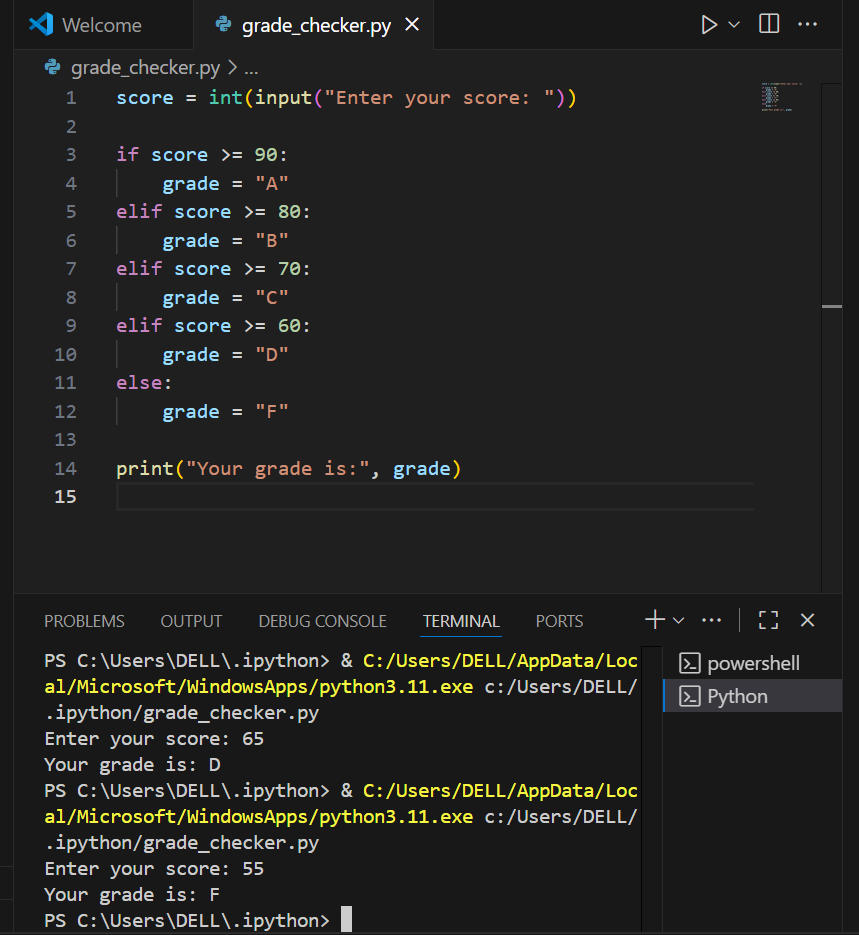 Welcome
grade_checker.py
grade_checker.py > ...
1 score = int(input("Enter your score: "))
2
3 if score >= 90:
4     grade = "A"
5 elif score >= 80:
6     grade = "B"
7 elif score >= 70:
8     grade = "C"
9 elif score >= 60:
10     grade = "D"
11 else:
12     grade = "F"
13
14 print("Your grade is:", grade)
15
PROBLEMS OUTPUT DEBUG CONSOLE TERMINAL PORTS
PS C:\Users\DELL\.ipython> & C:/Users/DELL/AppData/Loc
al/Microsoft/WindowsApps/python3.11.exe c:/Users/DELL/
.ipython/grade_checker.py
Enter your score: 65
Your grade is: D
PS C:\Users\DELL\.ipython> & C:/Users/DELL/AppData/Loc
al/Microsoft/WindowsApps/python3.11.exe c:/Users/DELL/
.ipython/grade_checker.py
Enter your score: 55
Your grade is: F
PS C:\Users\DELL\.ipython>
powershell
Python